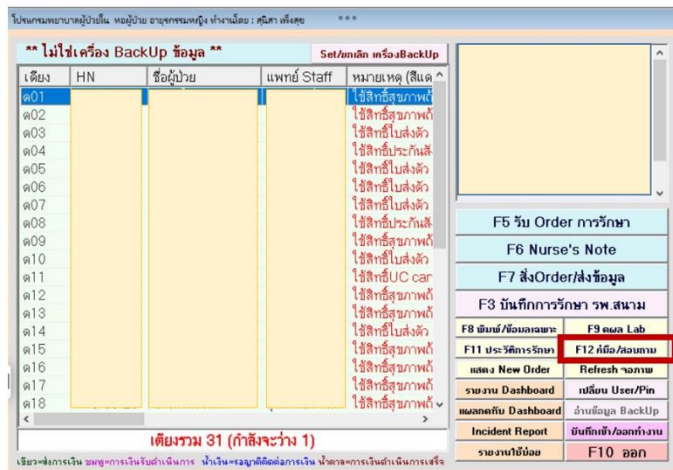 โปรแกรมพยาบาลผู้ป่วยใน หอผู้ป่วย อายุรกรรมหญิง ทำงานโดย : สุนิสา เพ็งสุข
** ไม่ใช่เครื่อง BackUp ข้อมูล **
Set/ยกเลิก เครื่องBackUp
เตียง HN ชื่อผู้ป่วย แพทย์ Staff หมายเหตุ (สีแด
ด01 ใช้สิทธิ์สุขภาพถ้
ด02 ใช้สิทธิ์สุขภาพถ้
ด03 ใช้สิทธิ์ใบส่งตัว
ด04 ใช้สิทธิ์ประกันสั
ด05 ใช้สิทธิ์ใบส่งตัว
ด06 ใช้สิทธิ์ใบส่งตัว
ด07 ใช้สิทธิ์ใบส่งตัว
ด08 ใช้สิทธิ์ประกันสั
ด09 ใช้สิทธิ์สุขภาพถ้
ด10 ใช้สิทธิ์ใบส่งตัว
ด11 ใช้สิทธิ์UC car
ด12 ใช้สิทธิ์สุขภาพถ้
ด13 ใช้สิทธิ์สุขภาพถ้
ด14 ใช้สิทธิ์ใบส่งตัว
ด15 ใช้สิทธิ์สุขภาพถ้
ด16 ใช้สิทธิ์สุขภาพถ้
ด17 ใช้สิทธิ์สุขภาพถ้
ด18 ใช้สิทธิ์สุขภาพถ้
เตียงรวม 31 (กำลังจะว่าง 1)
เขียว=ส่งการเงิน ชมพู=การเงินรับดำเนินการ น้ำเงิน=รอญาติติดต่อการเงิน น้ำตาล=การเงินดำเนินการเสร็จ
F5 รับ Order การรักษา
F6 Nurse's Note
F7 สั่งOrder/ส่งข้อมูล
F3 บันทึกการรักษา รพ.สนาม
F8 พิมพ์/ข้อมูลเฉพาะ F9 ดูผล Lab
F11 ประวัติการรักษา F12 คู่มือ/สอบถาม
แสดง New Order Refresh จอภาพ
รายงาน Dashboard เปลี่ยน User/Pin
แผลกดทับ Dashboard อ่านข้อมูล BackUp
Incident Report บันทึกเข้า/ออกทำงาน
รายงานใช้บ่อย F10 ออก